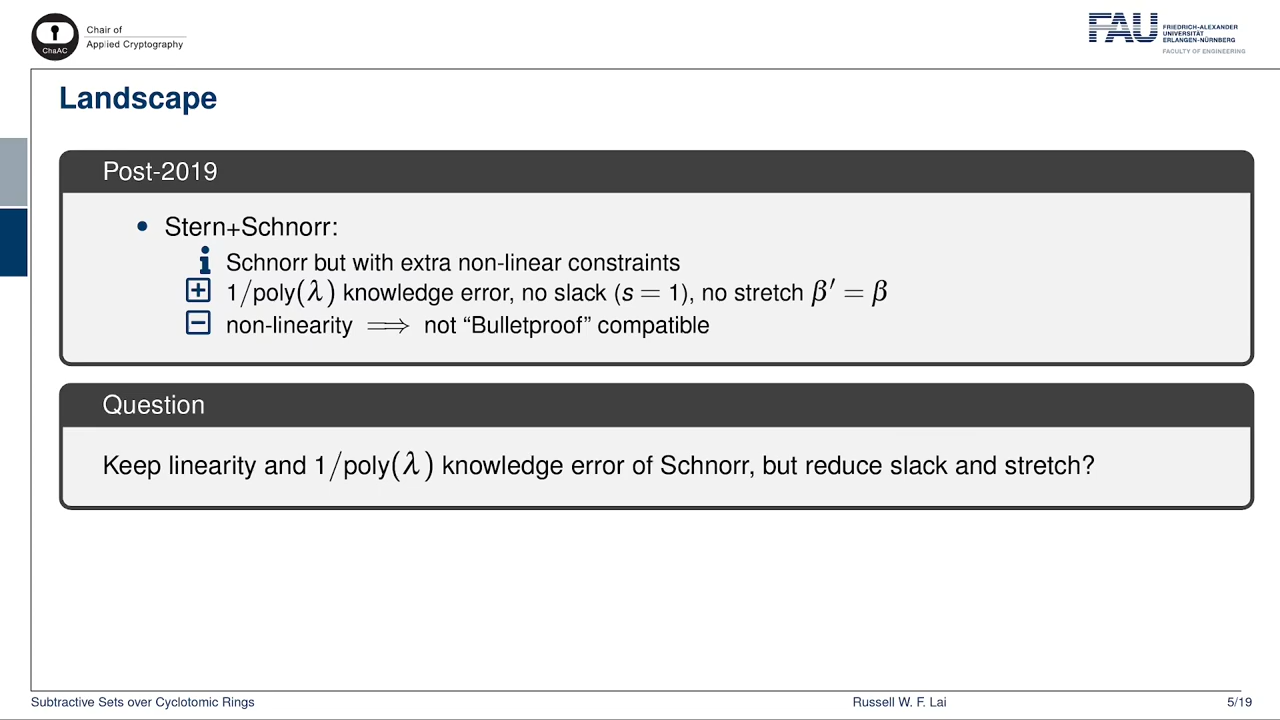 ChaAC
Chair of
Applied Cryptography
FAU
FRIEDRICH-ALEXANDER
UNIVERSITÄT
ERLANGEN-NÜRNBERG
FACULTY OF ENGINEERING
Landscape
Post-2019
• Stern+Schnorr:
i Schnorr but with extra non-linear constraints
+ 1/poly(λ) knowledge error, no slack (s = 1), no stretch β′ = β
− non-linearity ⟹ not “Bulletproof” compatible
Question
Keep linearity and 1/poly(λ) knowledge error of Schnorr, but reduce slack and stretch?
Subtractive Sets over Cyclotomic Rings
Russell W. F. Lai
5/19